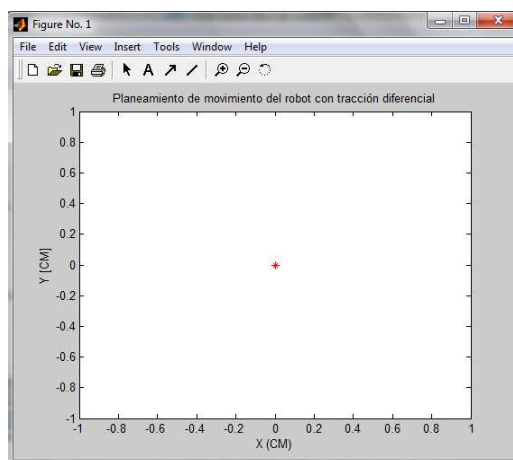 Figure No. 1
File Edit View Insert Tools Window Help
A
Planeamiento de movimiento del robot con tracción diferencial
1
0.8
0.6
0.4
0.2
0
-0.2
-0.4
-0.6
-0.8
-1
Y [CM]
-1 -0.8 -0.6 -0.4 -0.2 0 0.2 0.4 0.6 0.8 1
X (CM)